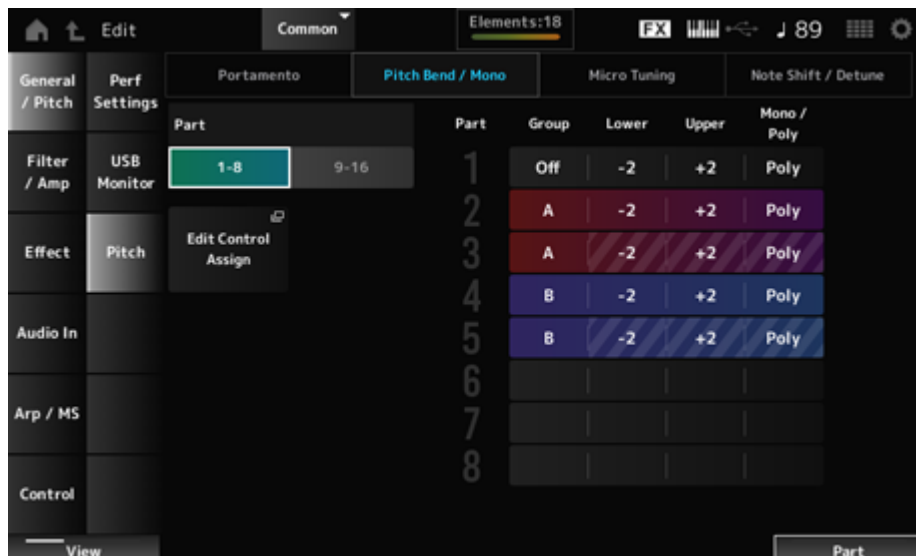 Edit
Common
Elements:18
FX
♩ 89
General / Pitch
Perf Settings
Filter / Amp
USB Monitor
Effect
Pitch
Audio In
Arp / MS
Control
View
Portamento
Pitch Bend / Mono
Micro Tuning
Note Shift / Detune
Part
1-8
9-16
Edit Control
Assign
Part Group Lower Upper Mono / Poly
1 Off -2 +2 Poly
2 A -2 +2 Poly
3 A -2 +2 Poly
4 B -2 +2 Poly
5 B -2 +2 Poly
6
7
8
Part